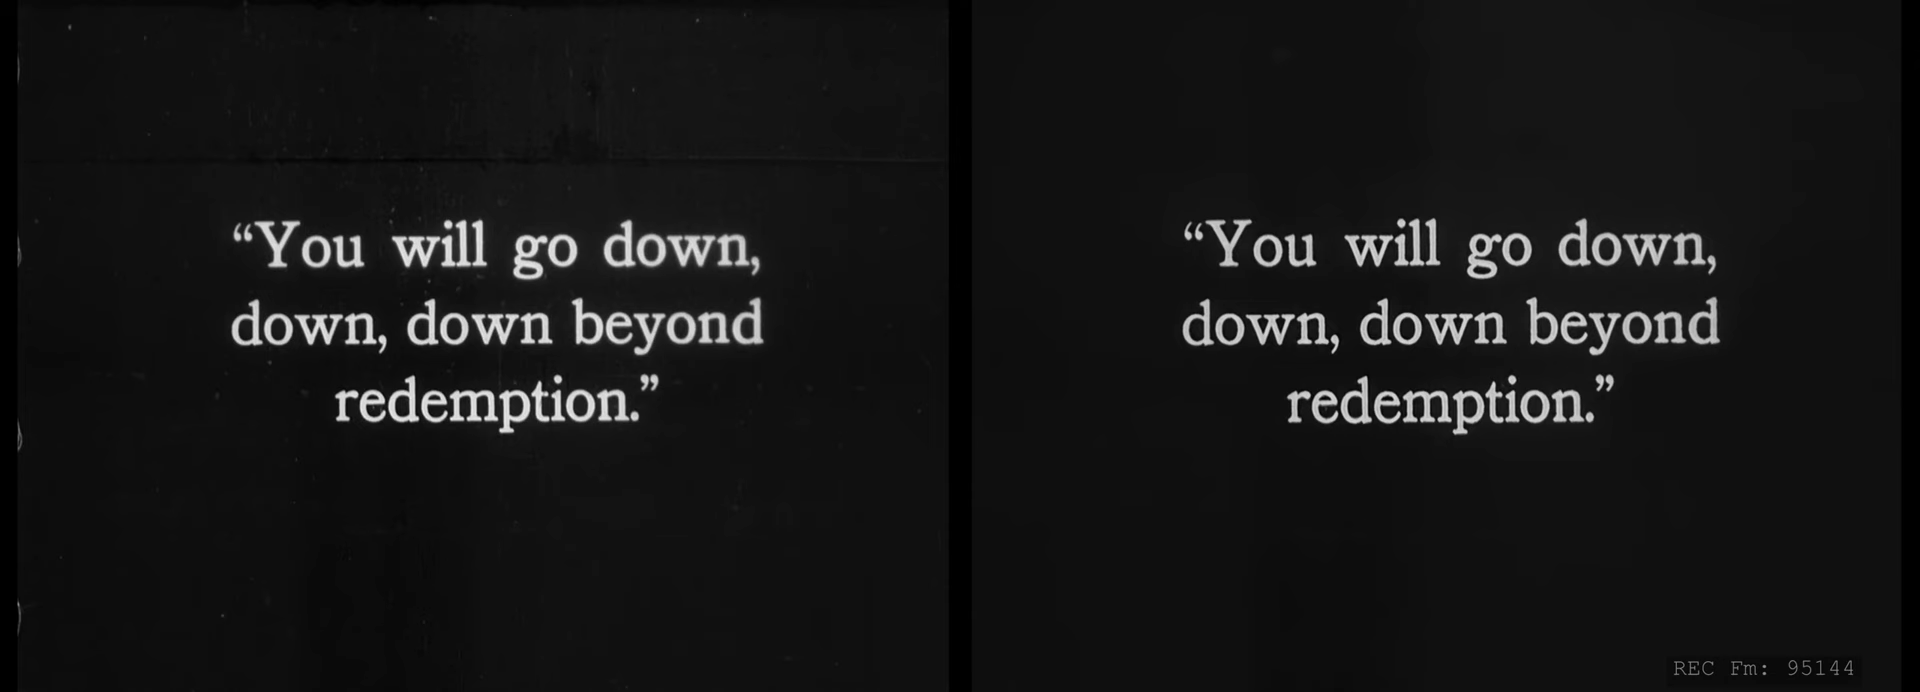 “You will go down,
down, down beyond
redemption.”
“You will go down,
down, down beyond
redemption.”
REC Fm: 95144